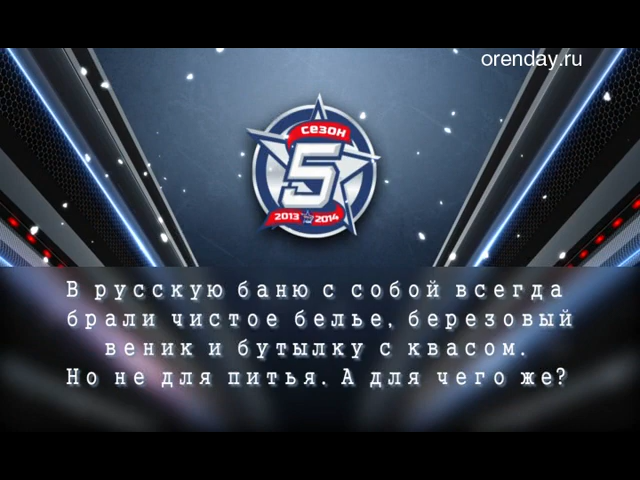 orenday.ru
сезон
5
2013 2014
В русскую баню с собой всегда
брали чистое белье, березовый
веник и бутылку с квасом.
Но не для питья. А для чего же?